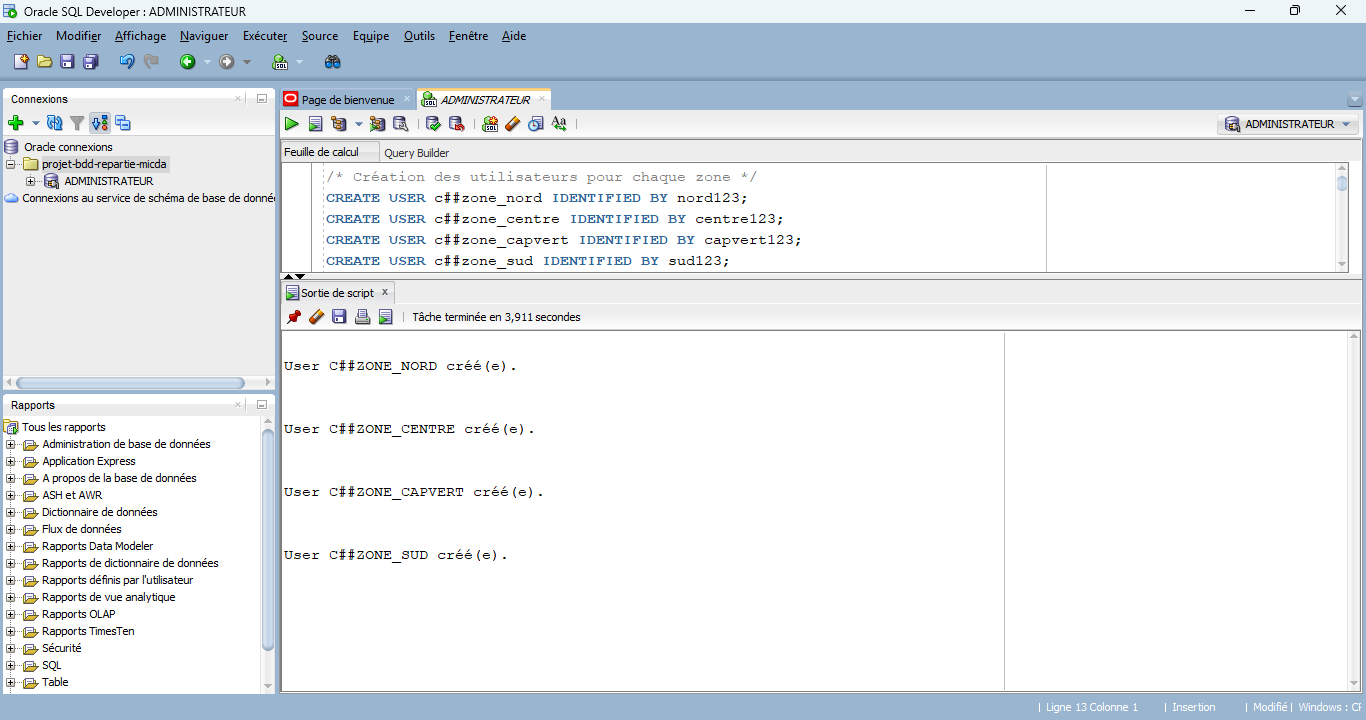 Oracle SQL Developer : ADMINISTRATEUR
Fichier Modifier Affichage Naviguer Exécuter Source Equipe Outils Fenêtre Aide
Connexions
Oracle connexions
projet-bdd-repartie-micda
ADMINISTRATEUR
Connexions au service de schéma de base de donné
Rapports
Tous les rapports
Administration de base de données
Application Express
A propos de la base de données
ASH et AWR
Dictionnaire de données
Flux de données
Rapports Data Modeler
Rapports de dictionnaire de données
Rapports définis par l'utilisateur
Rapports de vue analytique
Rapports OLAP
Rapports TimesTen
Sécurité
SQL
Table
Page de bienvenue ADMINISTRATEUR
ADMINISTRATEUR
Feuille de calcul Query Builder
/* Création des utilisateurs pour chaque zone */
CREATE USER c##zone_nord IDENTIFIED BY nord123;
CREATE USER c##zone_centre IDENTIFIED BY centre123;
CREATE USER c##zone_capvert IDENTIFIED BY capvert123;
CREATE USER c##zone_sud IDENTIFIED BY sud123;
Sortie de script
Tâche terminée en 3,911 secondes
User C##ZONE_NORD créé(e).
User C##ZONE_CENTRE créé(e).
User C##ZONE_CAPVERT créé(e).
User C##ZONE_SUD créé(e).
Ligne 13 Colonne 1 | Insertion | Modifié | Windows : CF